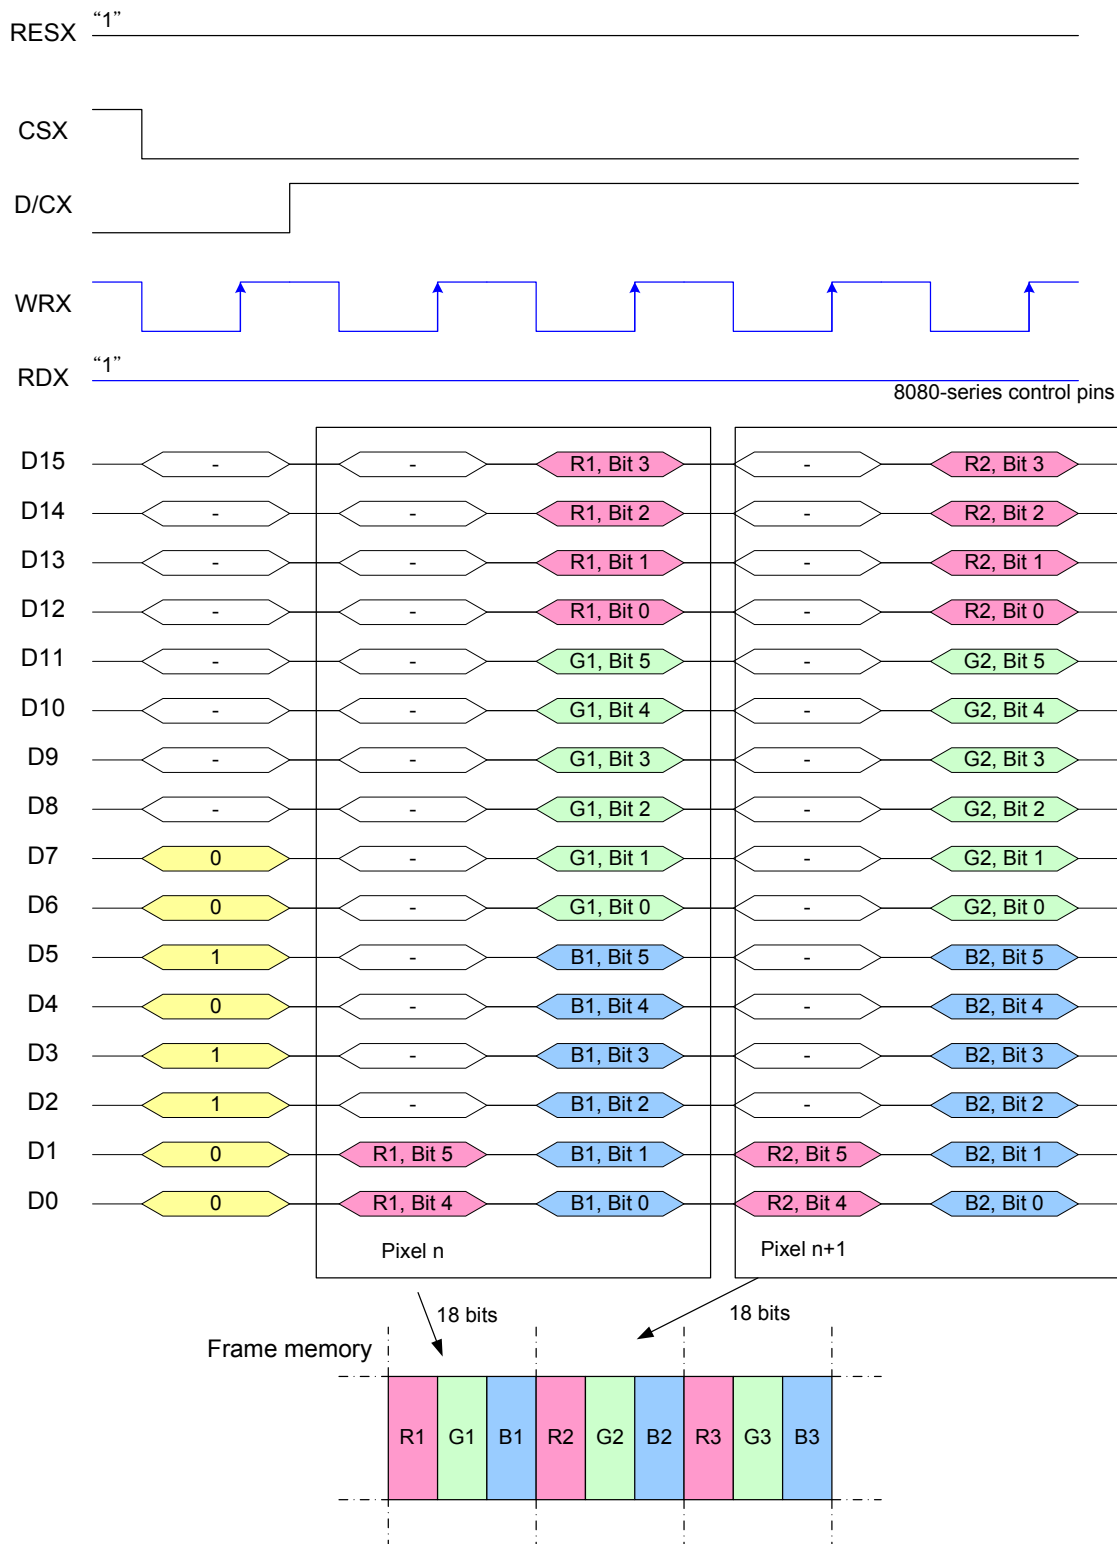 RESX “1”
CSX
D/CX
WRX
RDX “1”
8080-series control pins
D15 - - R1, Bit 3 - R2, Bit 3
D14 - - R1, Bit 2 - R2, Bit 2
D13 - - R1, Bit 1 - R2, Bit 1
D12 - - R1, Bit 0 - R2, Bit 0
D11 - - G1, Bit 5 - G2, Bit 5
D10 - - G1, Bit 4 - G2, Bit 4
D9 - - G1, Bit 3 - G2, Bit 3
D8 - - G1, Bit 2 - G2, Bit 2
D7 0 - G1, Bit 1 - G2, Bit 1
D6 0 - G1, Bit 0 - G2, Bit 0
D5 1 - B1, Bit 5 - B2, Bit 5
D4 0 - B1, Bit 4 - B2, Bit 4
D3 1 - B1, Bit 3 - B2, Bit 3
D2 1 - B1, Bit 2 - B2, Bit 2
D1 0 R1, Bit 5 B1, Bit 1 R2, Bit 5 B2, Bit 1
D0 0 R1, Bit 4 B1, Bit 0 R2, Bit 4 B2, Bit 0
Pixel n Pixel n+1
18 bits 18 bits
Frame memory
R1 G1 B1 R2 G2 B2 R3 G3 B3